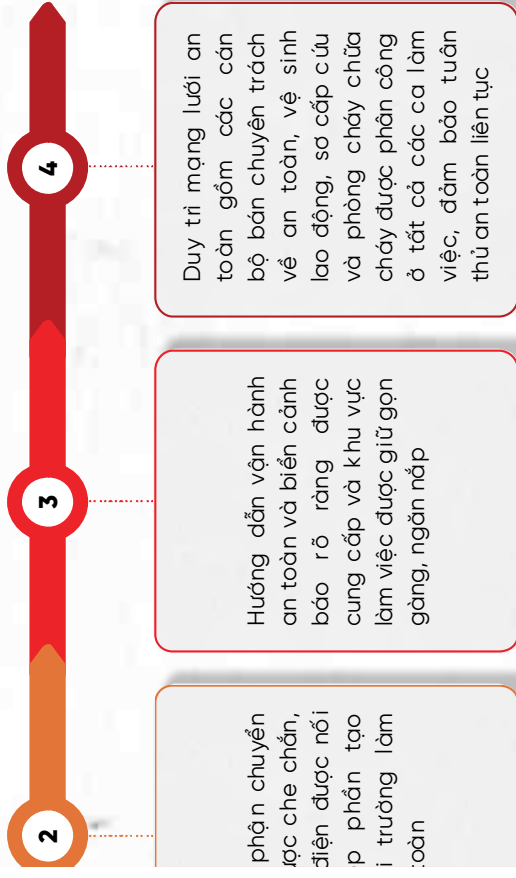 2
phận chuyển
che chắn,
điện được nối
phần tạo
trường làm
toàn
3
Hướng dẫn vận hành
an toàn và biển cảnh
báo rõ ràng được
cung cấp và khu vực
làm việc được giữ gọn
gàng, ngăn nắp
4
Duy trì mạng lưới an
toàn gồm các cán
bộ bán chuyên trách
về an toàn, vệ sinh
lao động, sơ cấp cứu
và phòng cháy chữa
cháy được phân công
ở tất cả các ca làm
việc, đảm bảo tuân
thủ an toàn liên tục